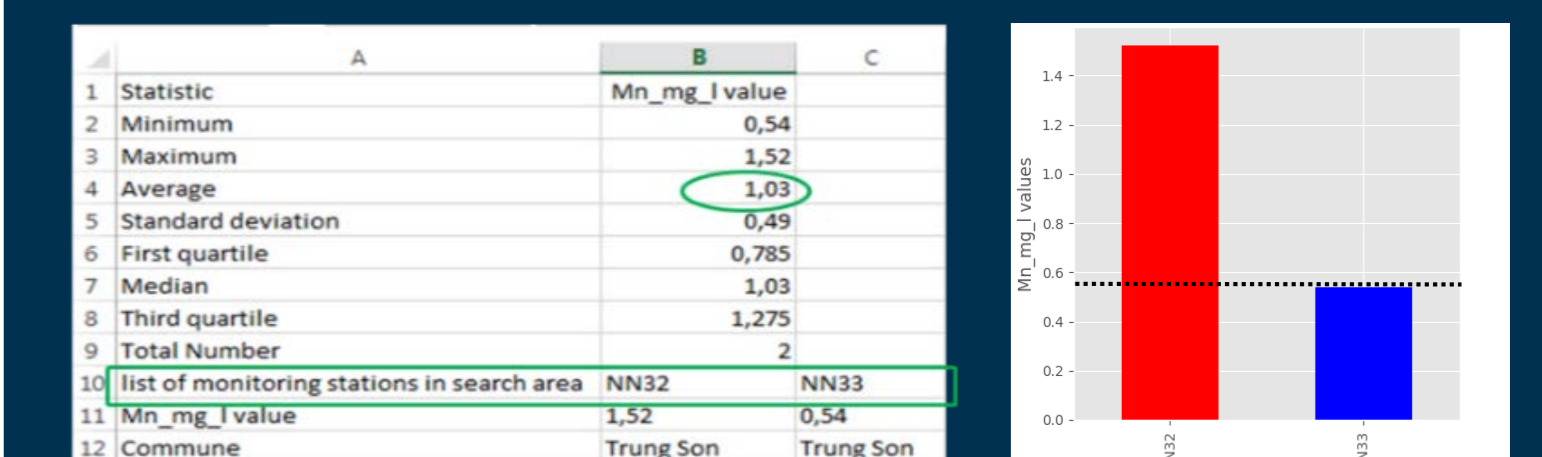 A B C
1 Statistic Mn_mg_l value
2 Minimum 0,54
3 Maximum 1,52
4 Average 1,03
5 Standard deviation 0,49
6 First quartile 0,785
7 Median 1,03
8 Third quartile 1,275
9 Total Number 2
10 list of monitoring stations in search area NN32 NN33
11 Mn_mg_l value 1,52 0,54
12 Commune Trung Son Trung Son
Mn_mg_l values
1.4
1.2
1.0
0.8
0.6
0.4
0.2
0.0